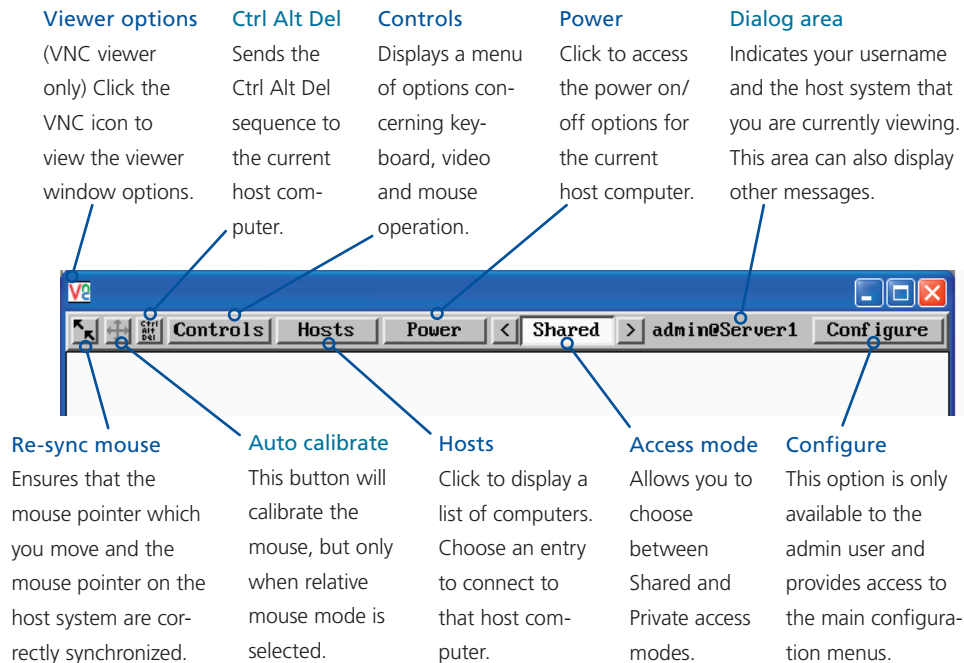 Viewer options
(VNC viewer
only) Click the
VNC icon to
view the viewer
window options.
Ctrl Alt Del
Sends the
Ctrl Alt Del
sequence to
the current
host com-
puter.
Controls
Displays a menu
of options con-
cerning key-
board, video
and mouse
operation.
Power
Click to access
the power on/
off options for
the current
host computer.
Dialog area
Indicates your username
and the host system that
you are currently viewing.
This area can also display
other messages.
VNC
Ctrl
Alt
Del
Controls
Hosts
Power
<
Shared
>
admin@Server1
Configure
Re-sync mouse
Ensures that the
mouse pointer which
you move and the
mouse pointer on the
host system are cor-
rectly synchronized.
Auto calibrate
This button will
calibrate the
mouse, but only
when relative
mouse mode is
selected.
Hosts
Click to display a
list of computers.
Choose an entry
to connect to
that host com-
puter.
Access mode
Allows you to
choose
between
Shared and
Private access
modes.
Configure
This option is only
available to the
admin user and
provides access to
the main configura-
tion menus.